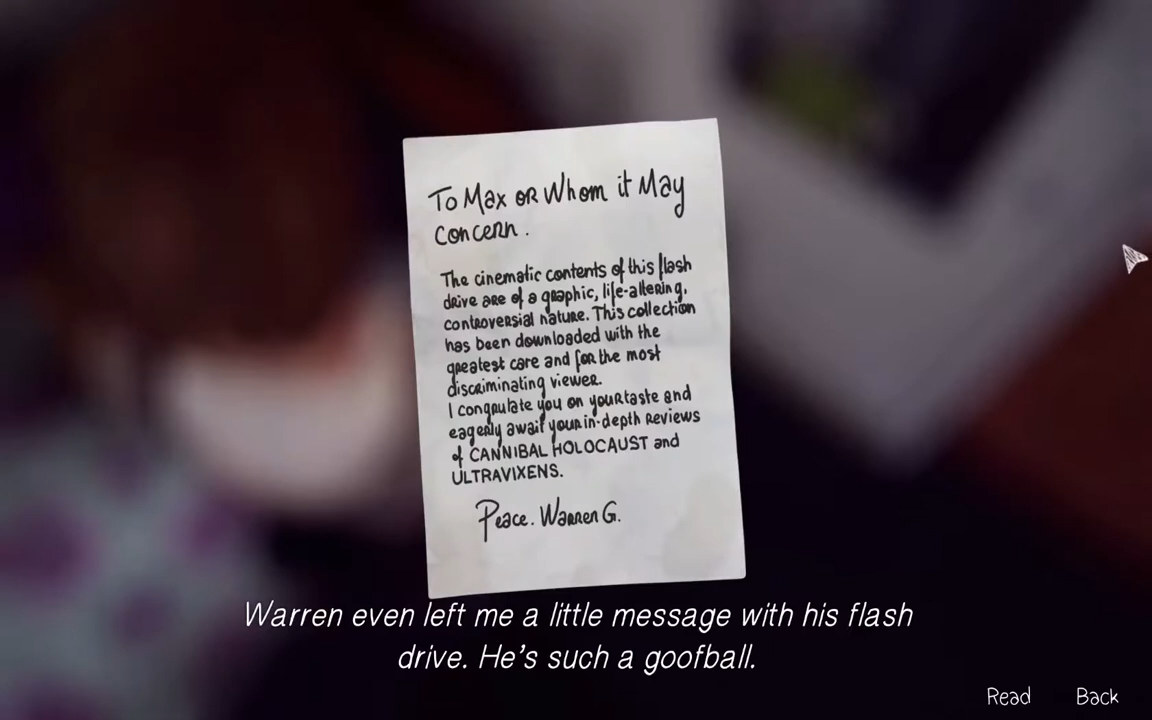 To Max or Whom it May
Concern.
The cinematic contents of this flash
drive are of a graphic, life-altering,
controversial nature. This collection
has been downloaded with the
greatest care and for the most
discriminating viewer.
I congrulate you on your taste and
eagerly await your in-depth reviews
of CANNIBAL HOLOCAUST and
ULTRAVIXENS.
Peace. Warren G.
Warren even left me a little message with his flash
drive. He's such a goofball.
Read Back